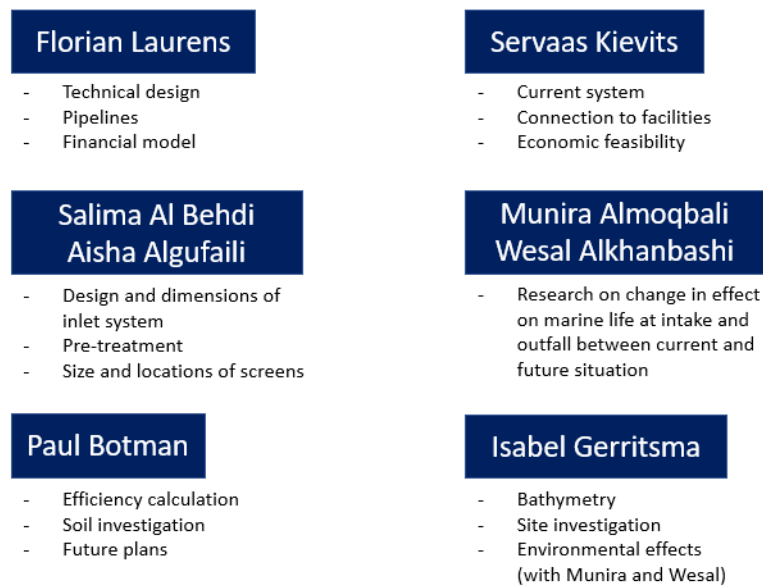 Florian Laurens
- Technical design
- Pipelines
- Financial model
Servaas Kievits
- Current system
- Connection to facilities
- Economic feasibility
Salima Al Behdi
Aisha Algufaili
- Design and dimensions of
inlet system
- Pre-treatment
- Size and locations of screens
Munira Almoqbali
Wesal Alkhanbashi
- Research on change in effect
on marine life at intake and
outfall between current and
future situation
Paul Botman
- Efficiency calculation
- Soil investigation
- Future plans
Isabel Gerritsma
- Bathymetry
- Site investigation
- Environmental effects
(with Munira and Wesal)